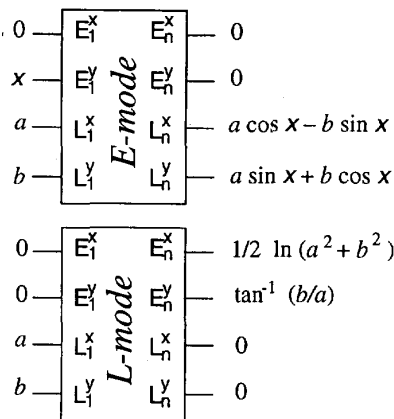 0 E₁ˣ Eₙˣ 0
x E₁ʸ Eₙʸ 0
a L₁ˣ Lₙˣ a cos x – b sin x
b L₁ʸ Lₙʸ a sin x + b cos x
E-mode
0 E₁ˣ Eₙˣ 1/2 ln (a² + b²)
0 E₁ʸ Eₙʸ tan⁻¹ (b/a)
a L₁ˣ Lₙˣ 0
b L₁ʸ Lₙʸ 0
L-mode